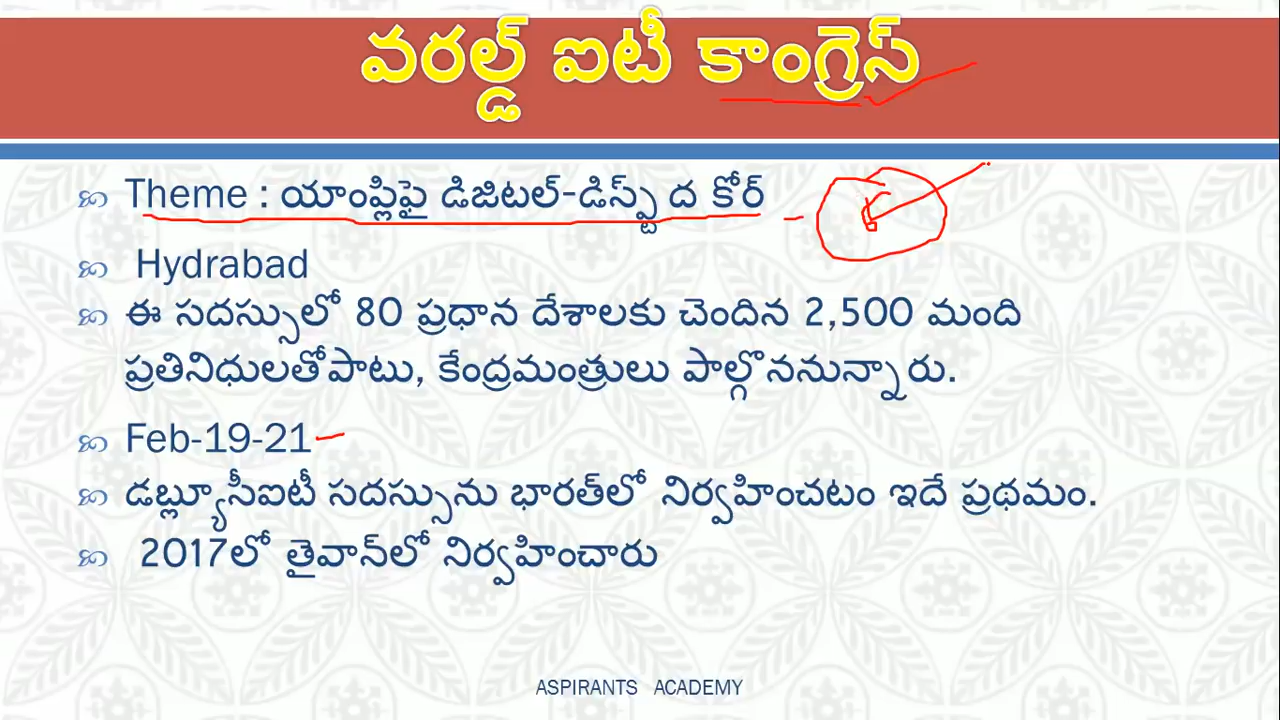 వరల్డ్ ఐటీ కాంగ్రెస్
Theme : యాంప్లిఫై డిజిటల్-డిస్ప్ట్ ద కోర్
Hydrabad
ఈ సదస్సులో 80 ప్రధాన దేశాలకు చెందిన 2,500 మంది
ప్రతినిధులతోపాటు, కేంద్రమంత్రులు పాల్గొననున్నారు.
Feb-19-21
డబ్ల్యూసీఐటీ సదస్సును భారత్‌లో నిర్వహించటం ఇదే ప్రథమం.
2017లో తైవాన్‌లో నిర్వహించారు
ASPIRANTS ACADEMY